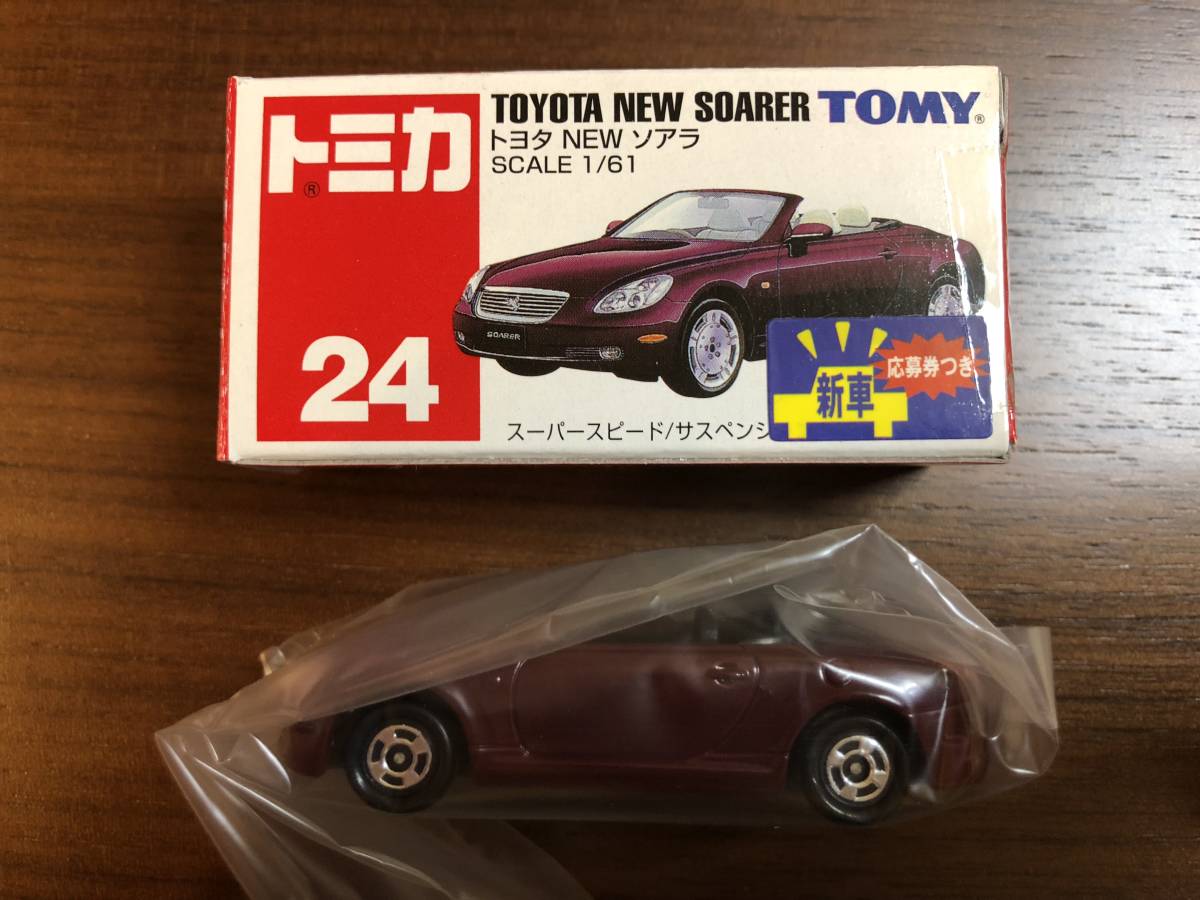 トミカ®
24
TOYOTA NEW SOARER TOMY®
トヨタ NEW ソアラ
SCALE 1/61
SOARER
新車
応募券つき
スーパースピード/サスペンシ